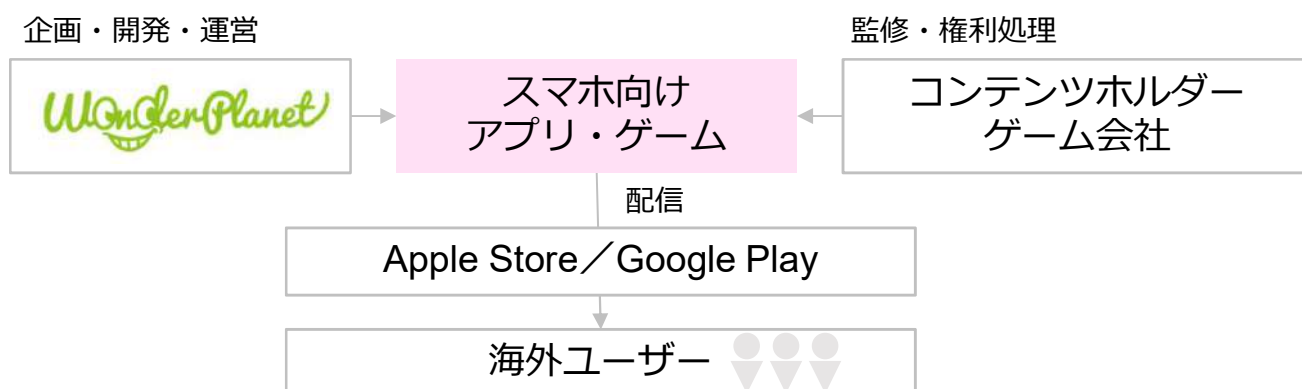 企画・開発・運営
監修・権利処理
WonderPlanet
スマホ向け
アプリ・ゲーム
コンテンツホルダー
ゲーム会社
配信
Apple Store／Google Play
海外ユーザー